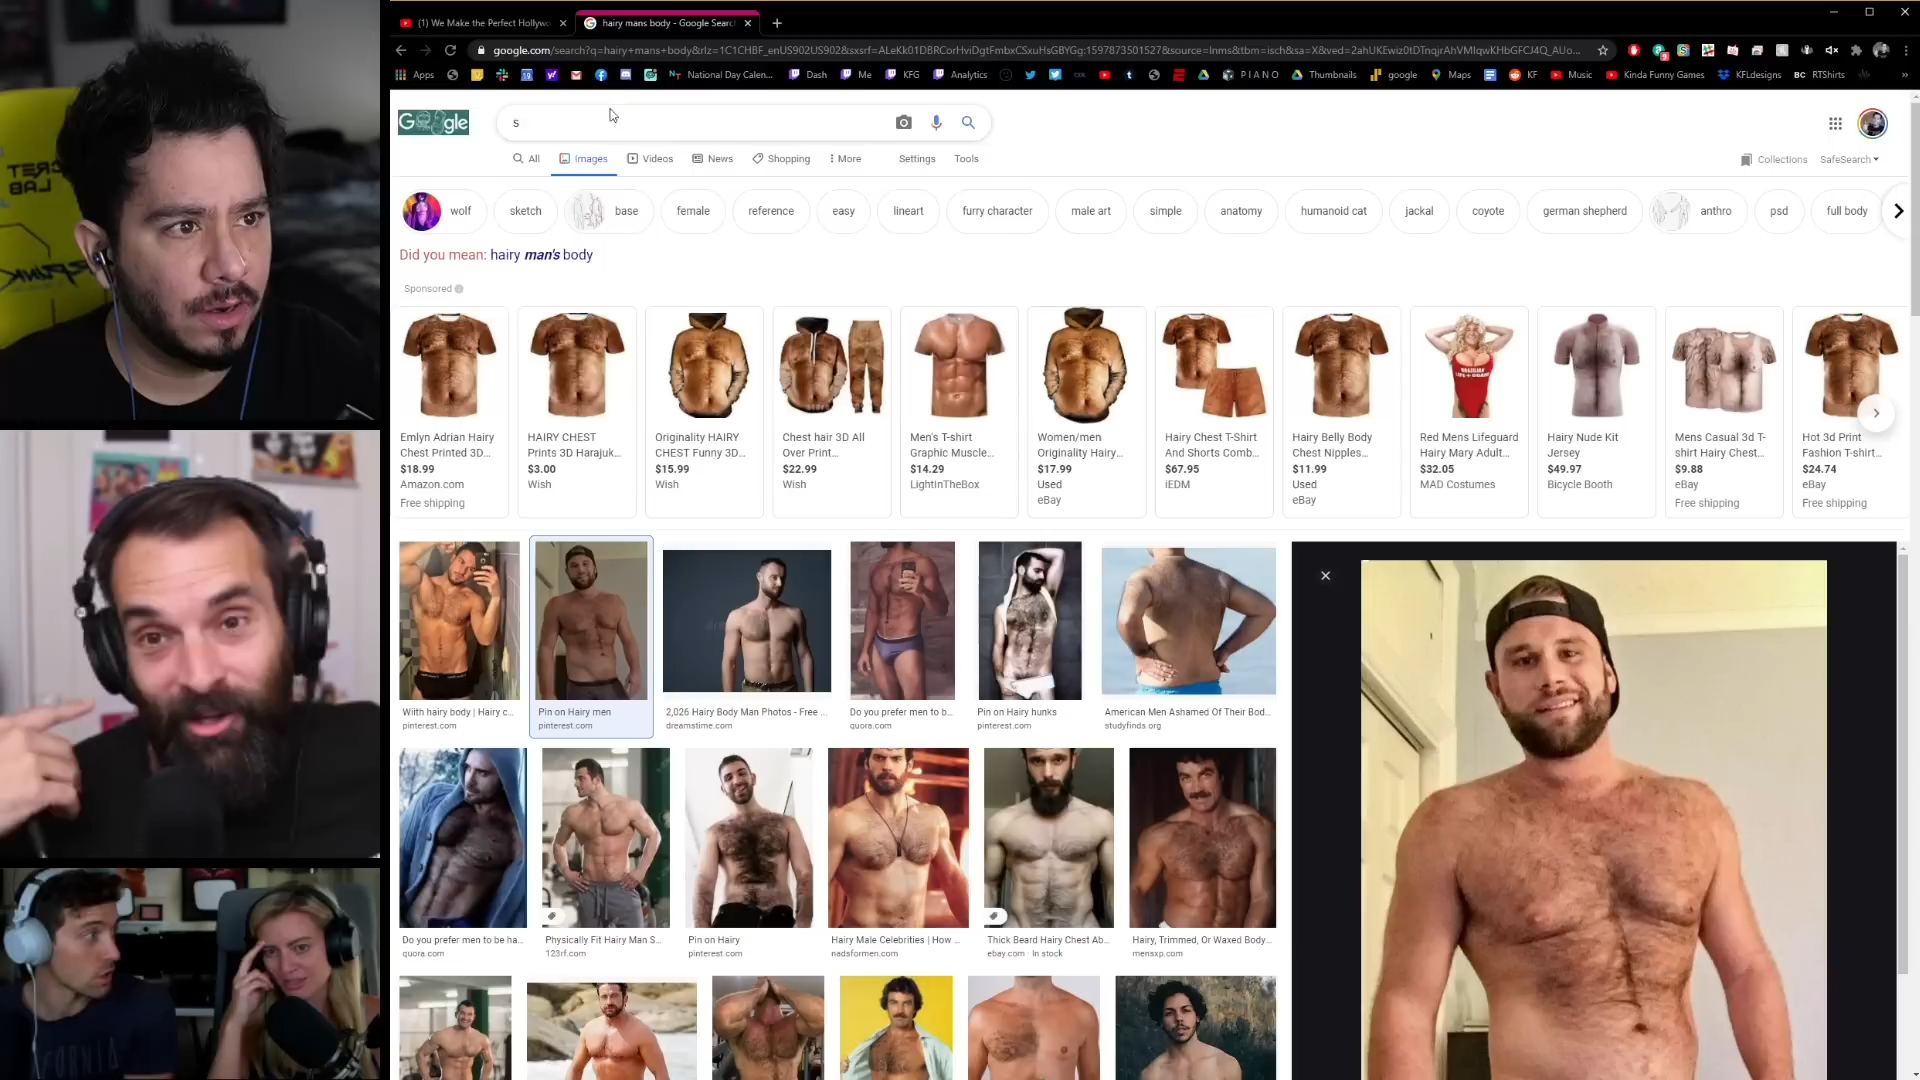 (1) We Make the Perfect Hollywo
hairy mans body - Google Search
google.com/search?q=hairy+mans+body&rlz=1C1CHBF_enUS902US902&sxsrf=
Apps
National Day Calen...
Dash
Me
KFG
Analytics
P I A N O
Thumbnails
google
Maps
KF
Music
Kinda Funny Games
KFLdesigns
BC RTShirts
Google
s
All
Images
Videos
News
Shopping
More
Settings
Tools
Collections
SafeSearch
wolf
sketch
base
female
reference
easy
lineart
furry character
male art
simple
anatomy
humanoid cat
jackal
coyote
german shepherd
anthro
psd
full body
Did you mean: hairy man's body
Sponsored
Emlyn Adrian Hairy
Chest Printed 3D...
$18.99
Amazon.com
Free shipping
HAIRY CHEST
Prints 3D Harajuk...
$3.00
Wish
Originality HAIRY
CHEST Funny 3D...
$15.99
Wish
Chest hair 3D All
Over Print...
$22.99
Wish
Men's T-shirt
Graphic Muscle...
$14.29
LightInTheBox
Women/men
Originality Hairy...
$17.99
Used
eBay
Hairy Chest T-Shirt
And Shorts Comb...
$67.95
iEDM
Hairy Belly Body
Chest Nipples...
$11.99
Used
eBay
Red Mens Lifeguard
Hairy Mary Adult...
$32.05
MAD Costumes
Hairy Nude Kit
Jersey
$49.97
Bicycle Booth
Mens Casual 3d T-
shirt Hairy Chest...
$9.88
eBay
Free shipping
Hot 3d Print
Fashion T-shirt...
$24.74
eBay
Free shipping
Wiith hairy body | Hairy c...
pinterest.com
Pin on Hairy men
pinterest.com
2,026 Hairy Body Man Photos - Free ...
dreamstime.com
Do you prefer men to b...
quora.com
Pin on Hairy hunks
pinterest.com
American Men Ashamed Of Their Bod...
studyfinds.org
Do you prefer men to be ha...
quora.com
Physically Fit Hairy Man S...
123rf.com
Pin on Hairy
pinterest.com
Hairy Male Celebrities | How ...
nadsformen.com
Thick Beard Hairy Chest Ab...
ebay.com · In stock
Hairy, Trimmed, Or Waxed Body...
mensxp.com
SECRET
LAB